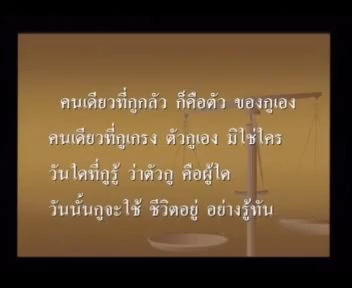 คนเดียวที่กูกลัว ก็คือตัว ของกูเอง
คนเดียวที่กูเกรง ตัวกูเอง มิใช่ใคร
วันใดที่กูรู้ ว่าตัวกู คือผู้ใด
วันนั้นกูจะใช้ ชีวิตอยู่ อย่างรู้ทัน